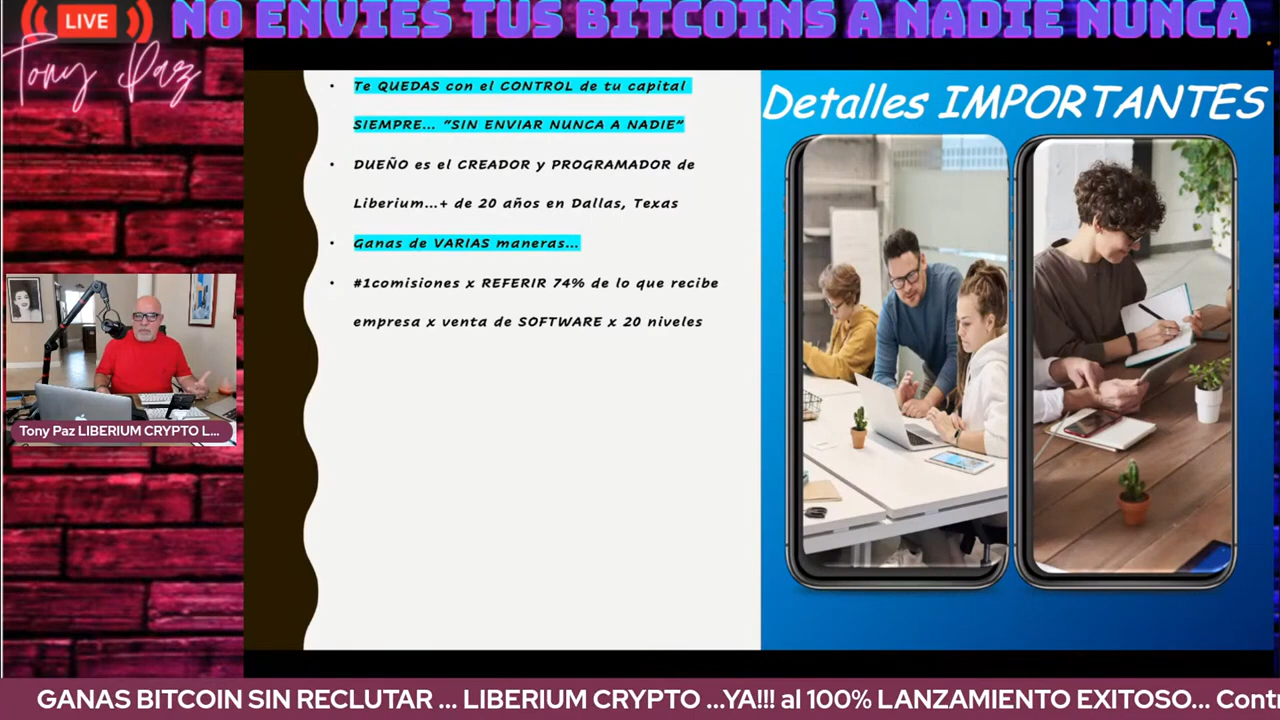 LIVE
NO ENVIES TUS BITCOINS A NADIE NUNCA
Tony Paz
Te QUEDAS con el CONTROL de tu capital
SIEMPRE... "SIN ENVIAR NUNCA A NADIE"
DUEÑO es el CREADOR y PROGRAMADOR de
Liberium...+ de 20 años en Dallas, Texas
Ganas de VARIAS maneras...
#1comisiones x REFERIR 74% de lo que recibe
empresa x venta de SOFTWARE x 20 niveles
Detalles IMPORTANTES
Tony Paz LIBERIUM CRYPTO L...
GANAS BITCOIN SIN RECLUTAR ... LIBERIUM CRYPTO ...YA!!! al 100% LANZAMIENTO EXITOSO... Cont